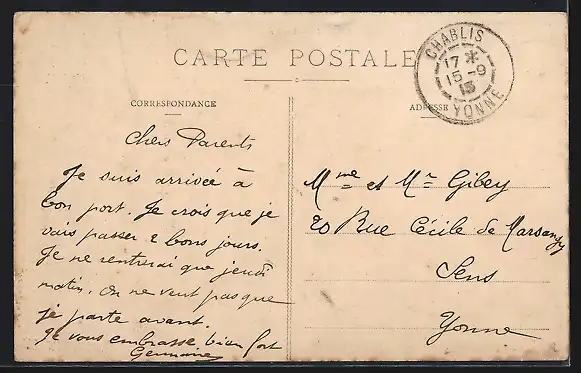 CARTE POSTALE
CHABLIS
17 *
15-9
13
YONNE
CORRESPONDANCE
ADRESSE
Chers Parents
Je suis arrivée à
bon port. Je crois que je
vais passer 2 bons jours.
Je ne rentrerai que jeudi
matin. On ne veut pas que
je parte avant.
Je vous embrasse bien fort
Germaine
Mme et Mr Gibey
20 Rue Cécile de Marsangy
Sens
Yonne